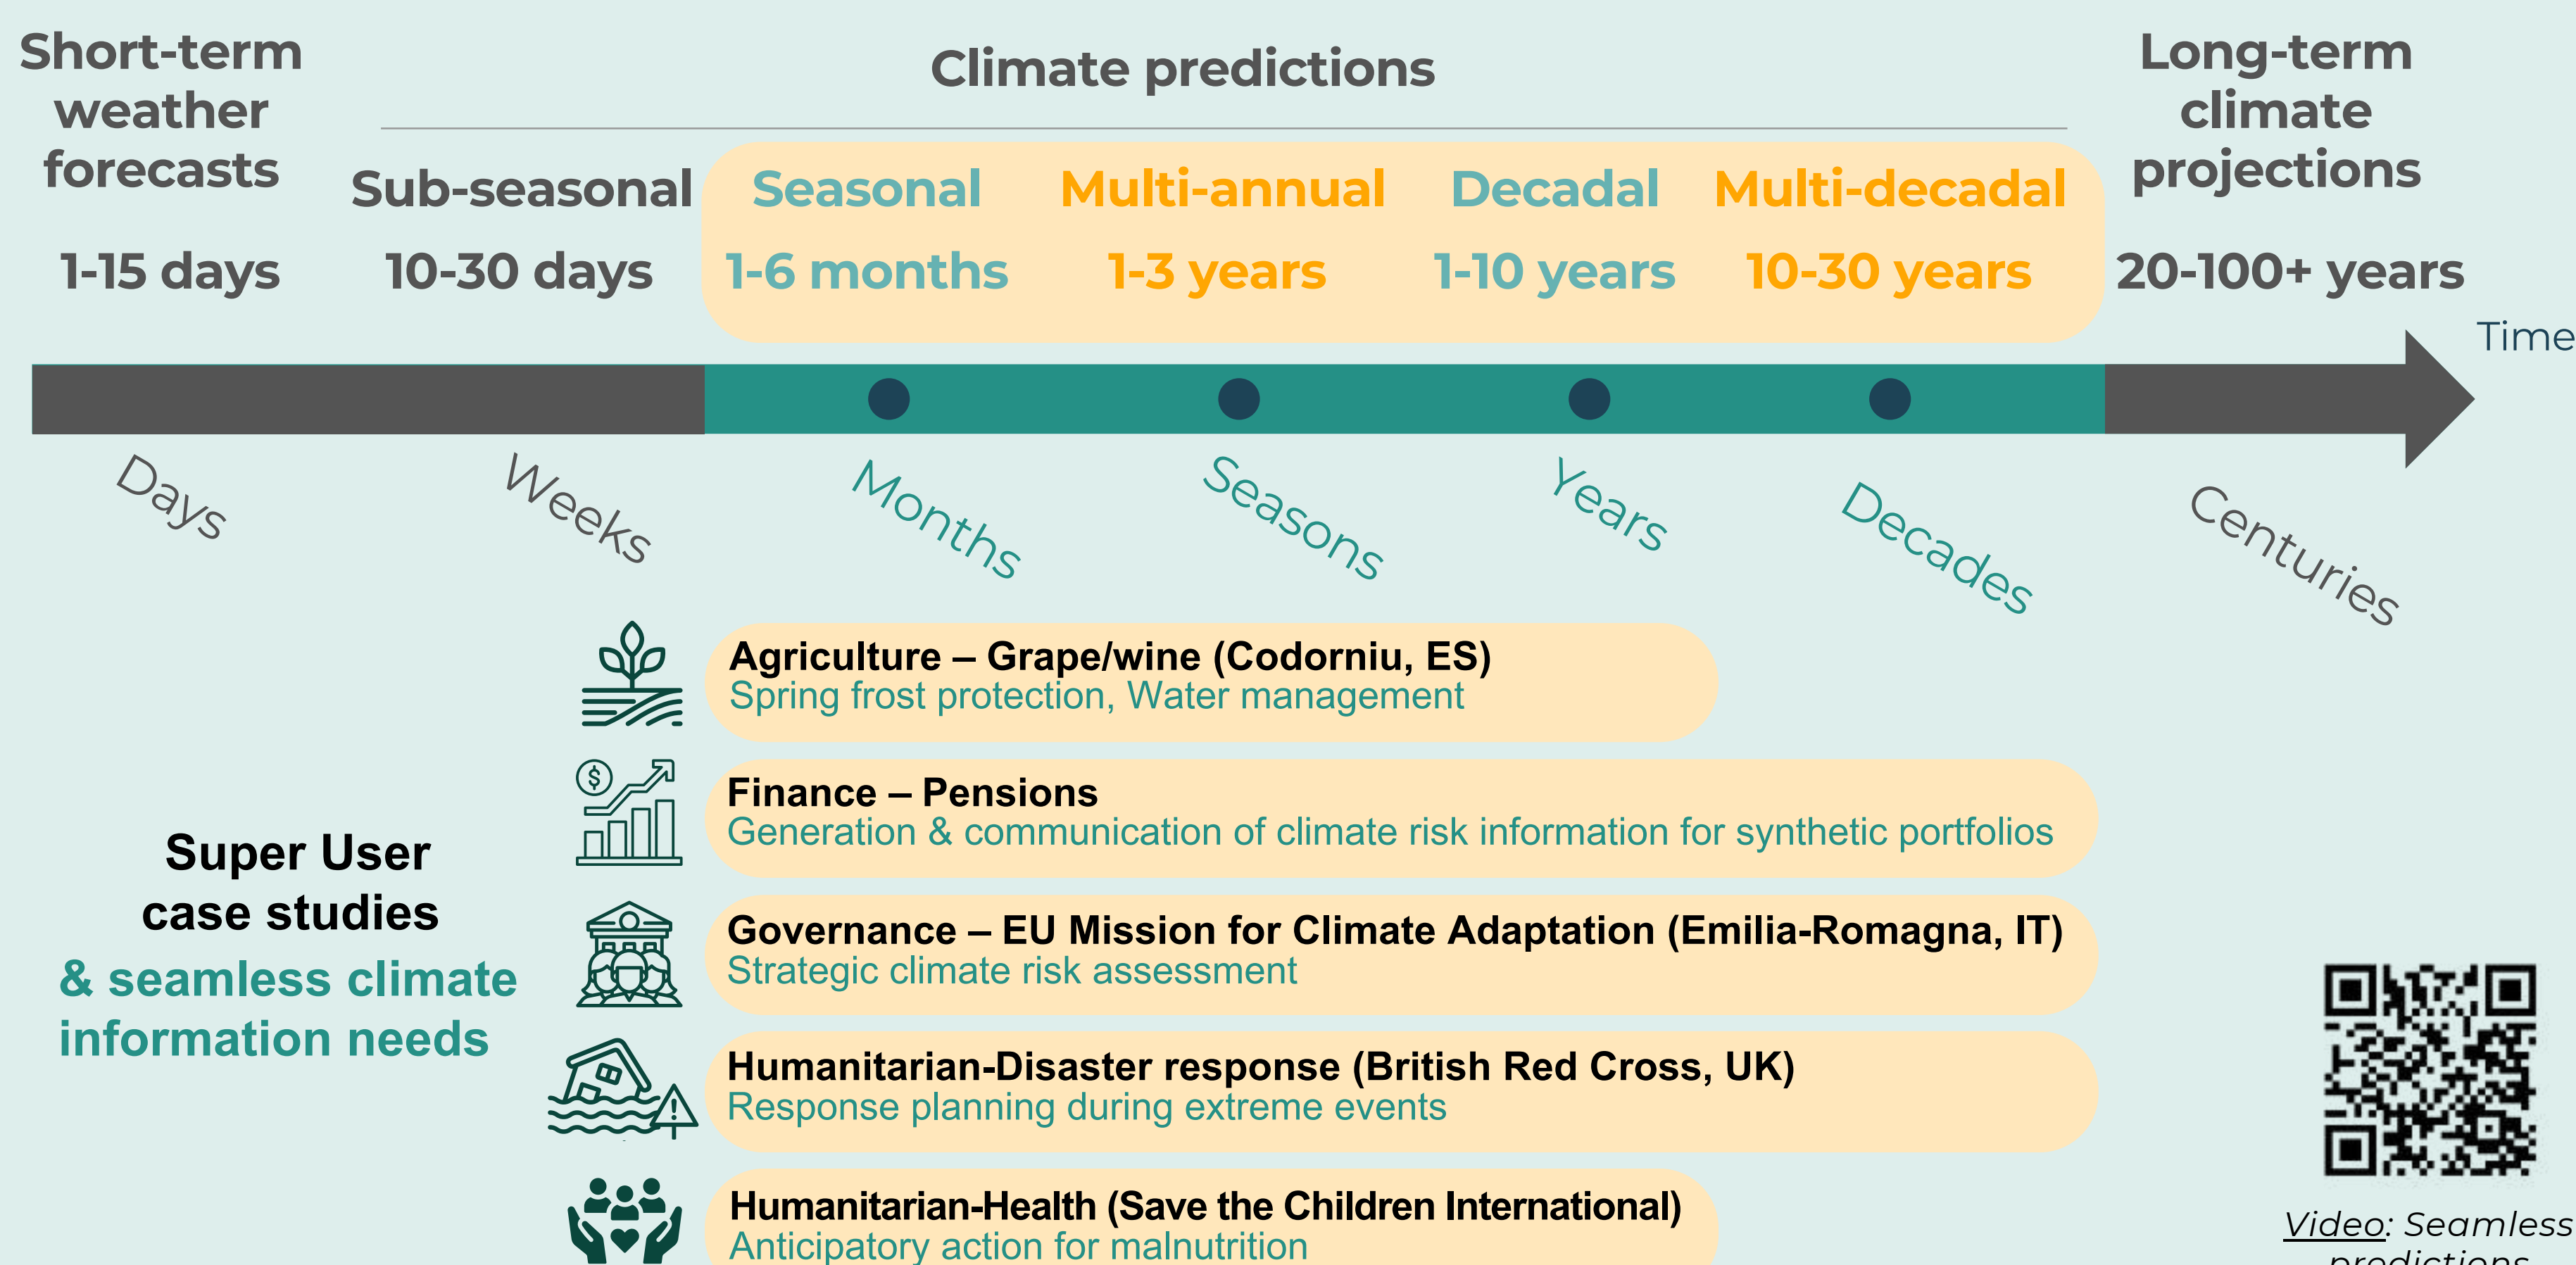 Short-term
weather
forecasts
1-15 days
Climate predictions
Sub-seasonal
10-30 days
Seasonal
1-6 months
Multi-annual
1-3 years
Decadal
1-10 years
Multi-decadal
10-30 years
Long-term
climate
projections
20-100+ years
Time
Days
Weeks
Months
Seasons
Years
Decades
Centuries
Super User
case studies
& seamless climate
information needs
Agriculture – Grape/wine (Codorniu, ES)
Spring frost protection, Water management
$
Finance – Pensions
Generation & communication of climate risk information for synthetic portfolios
Governance – EU Mission for Climate Adaptation (Emilia-Romagna, IT)
Strategic climate risk assessment
!
Humanitarian-Disaster response (British Red Cross, UK)
Response planning during extreme events
Humanitarian-Health (Save the Children International)
Anticipatory action for malnutrition
Video: Seamless
predictions